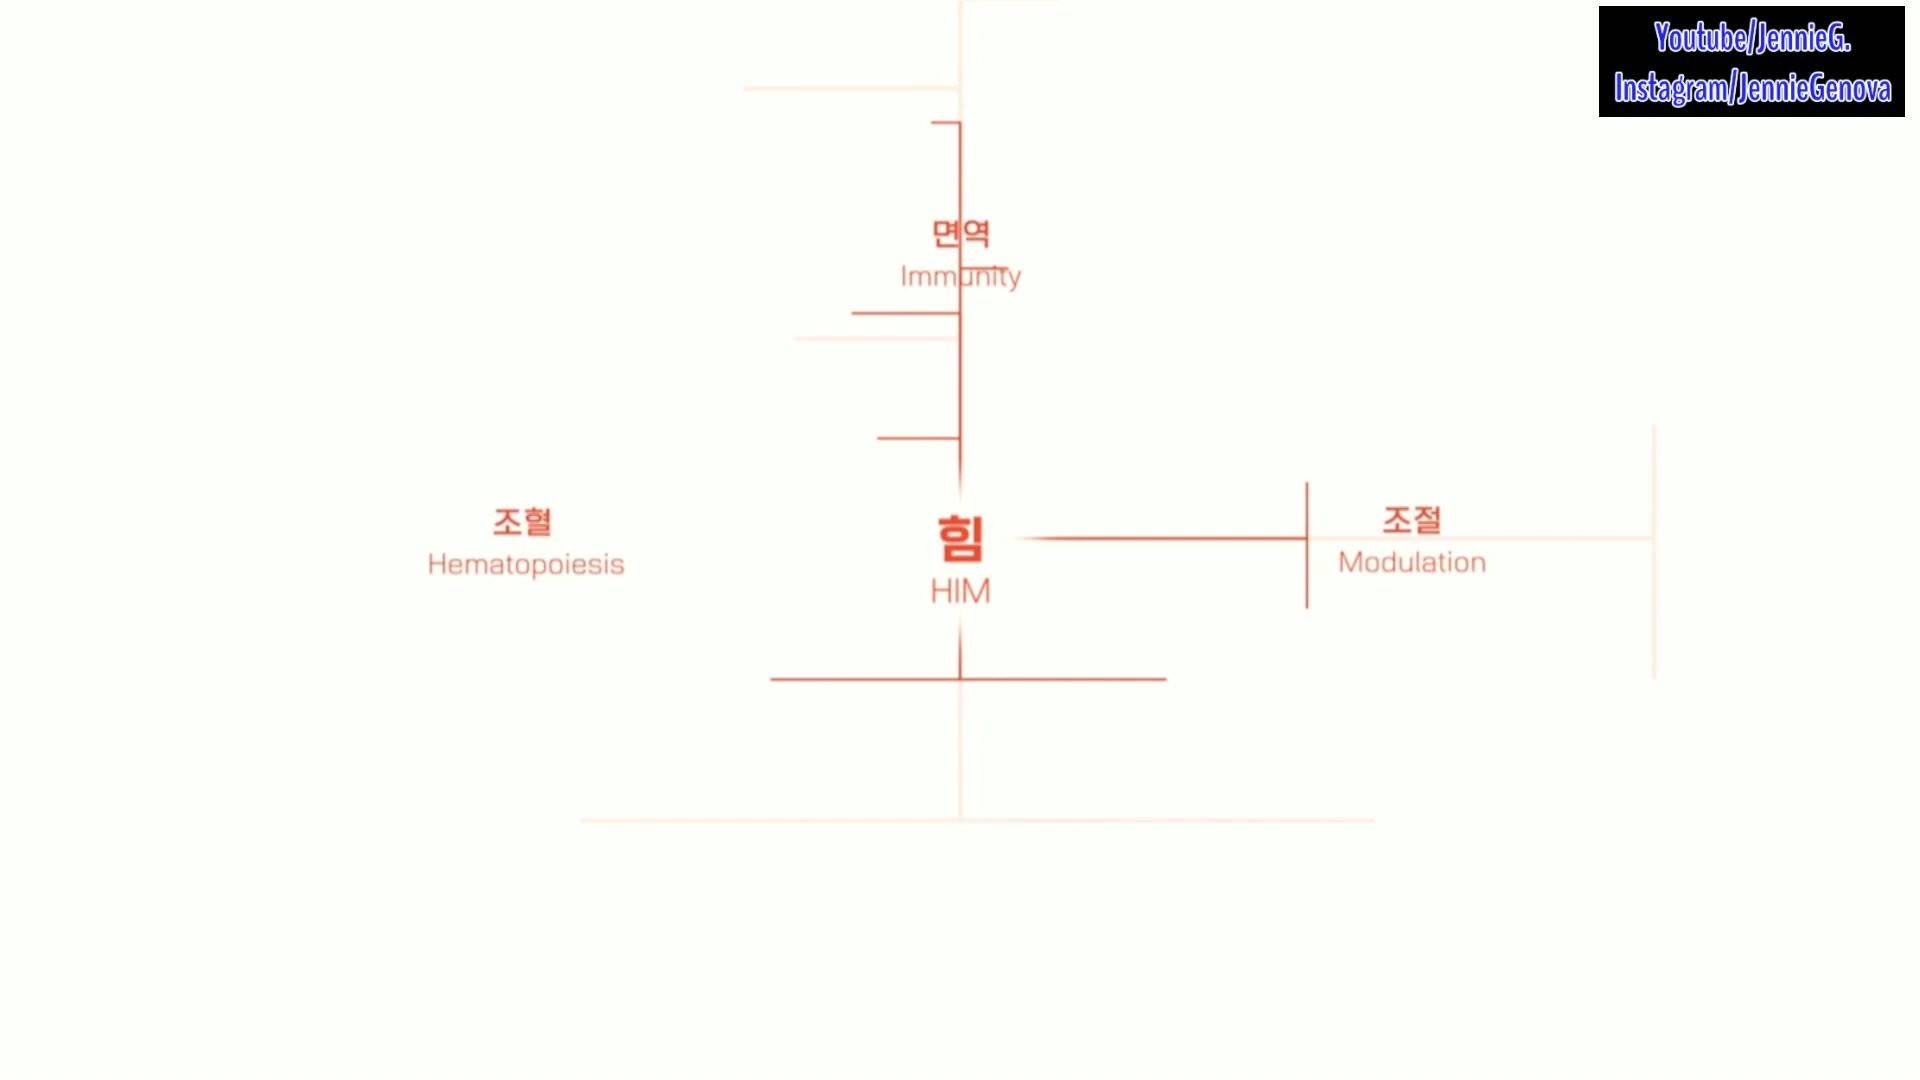 Youtube/JennieG.
Instagram/JennieGenova
면역
Immunity
조혈
Hematopoiesis
힘
HIM
조절
Modulation